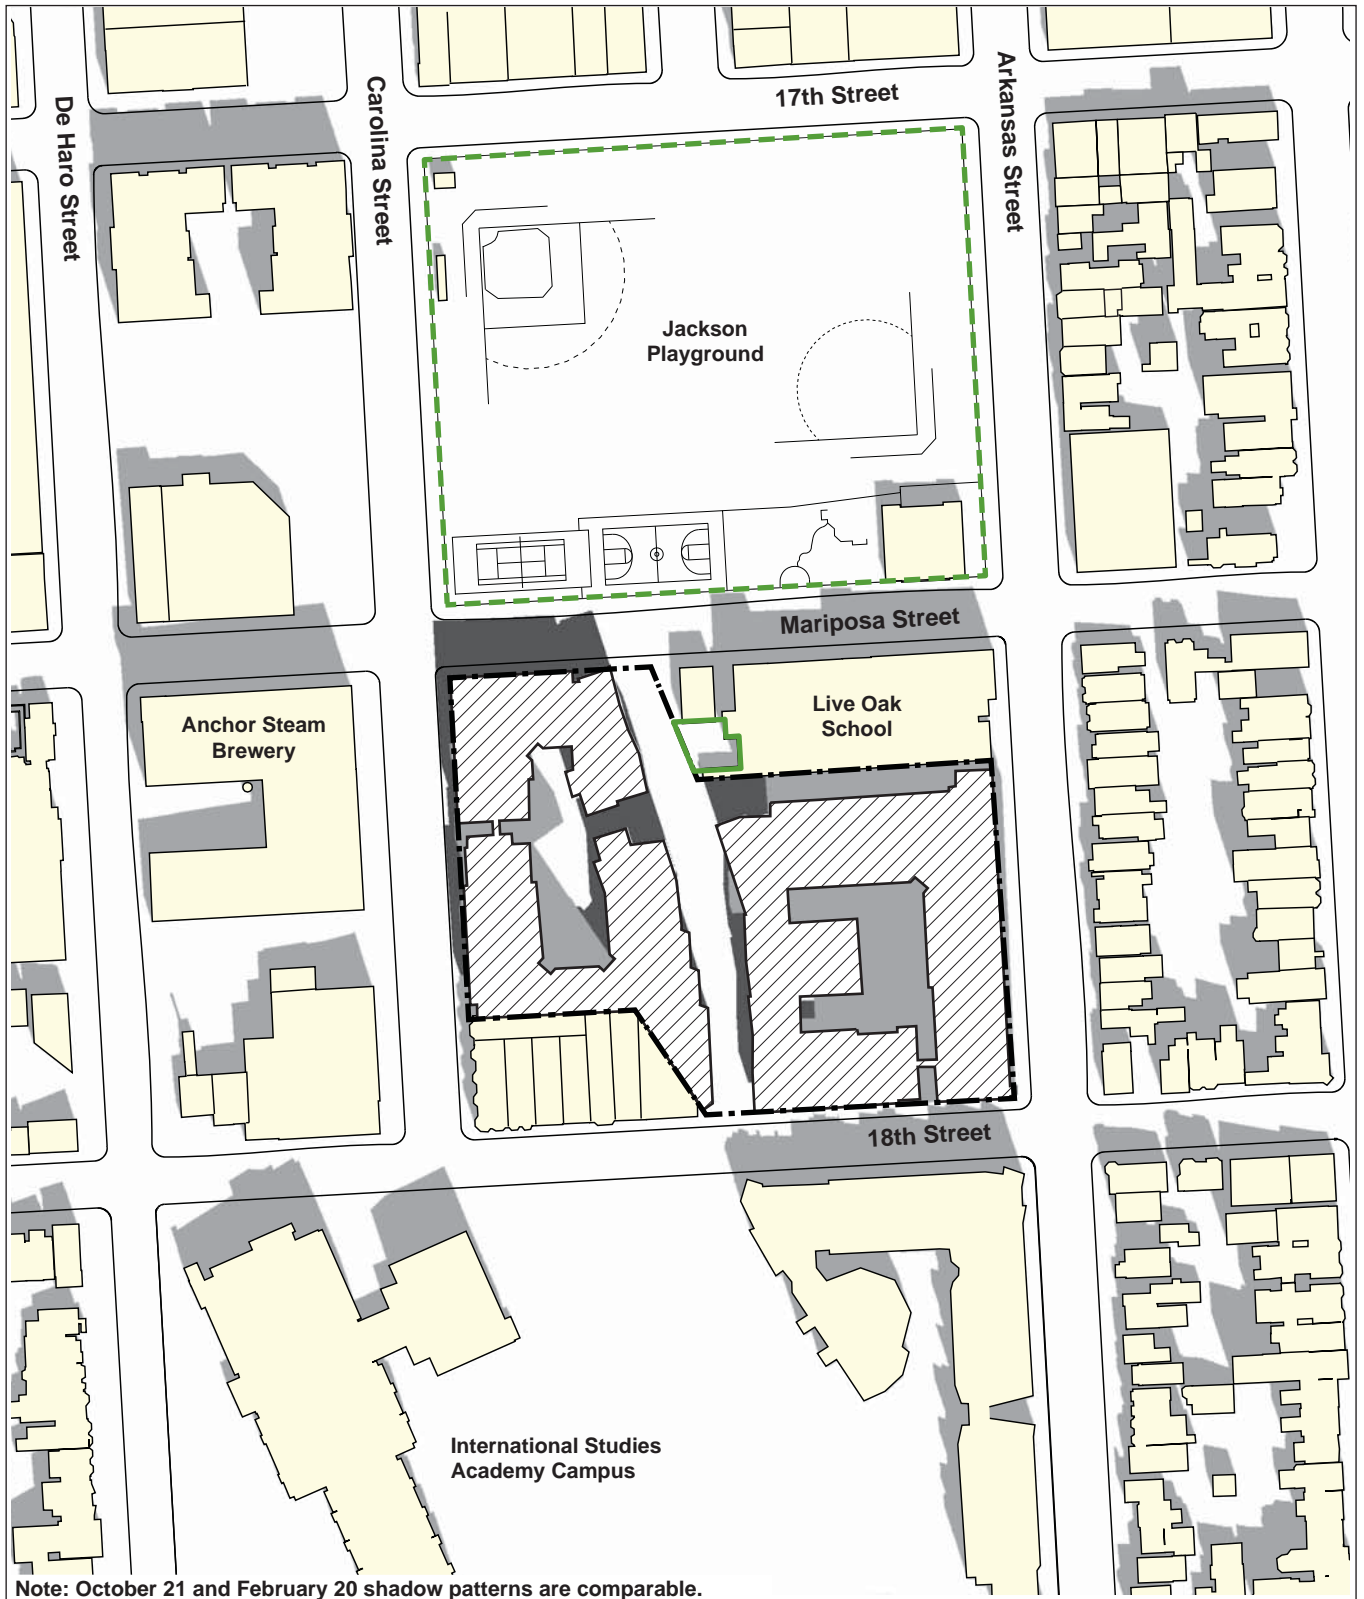 17th Street
De Haro Street
Carolina Street
Arkansas Street
Jackson
Playground
Mariposa Street
Anchor Steam
Brewery
Live Oak
School
18th Street
International Studies
Academy Campus
Note: October 21 and February 20 shadow patterns are comparable.